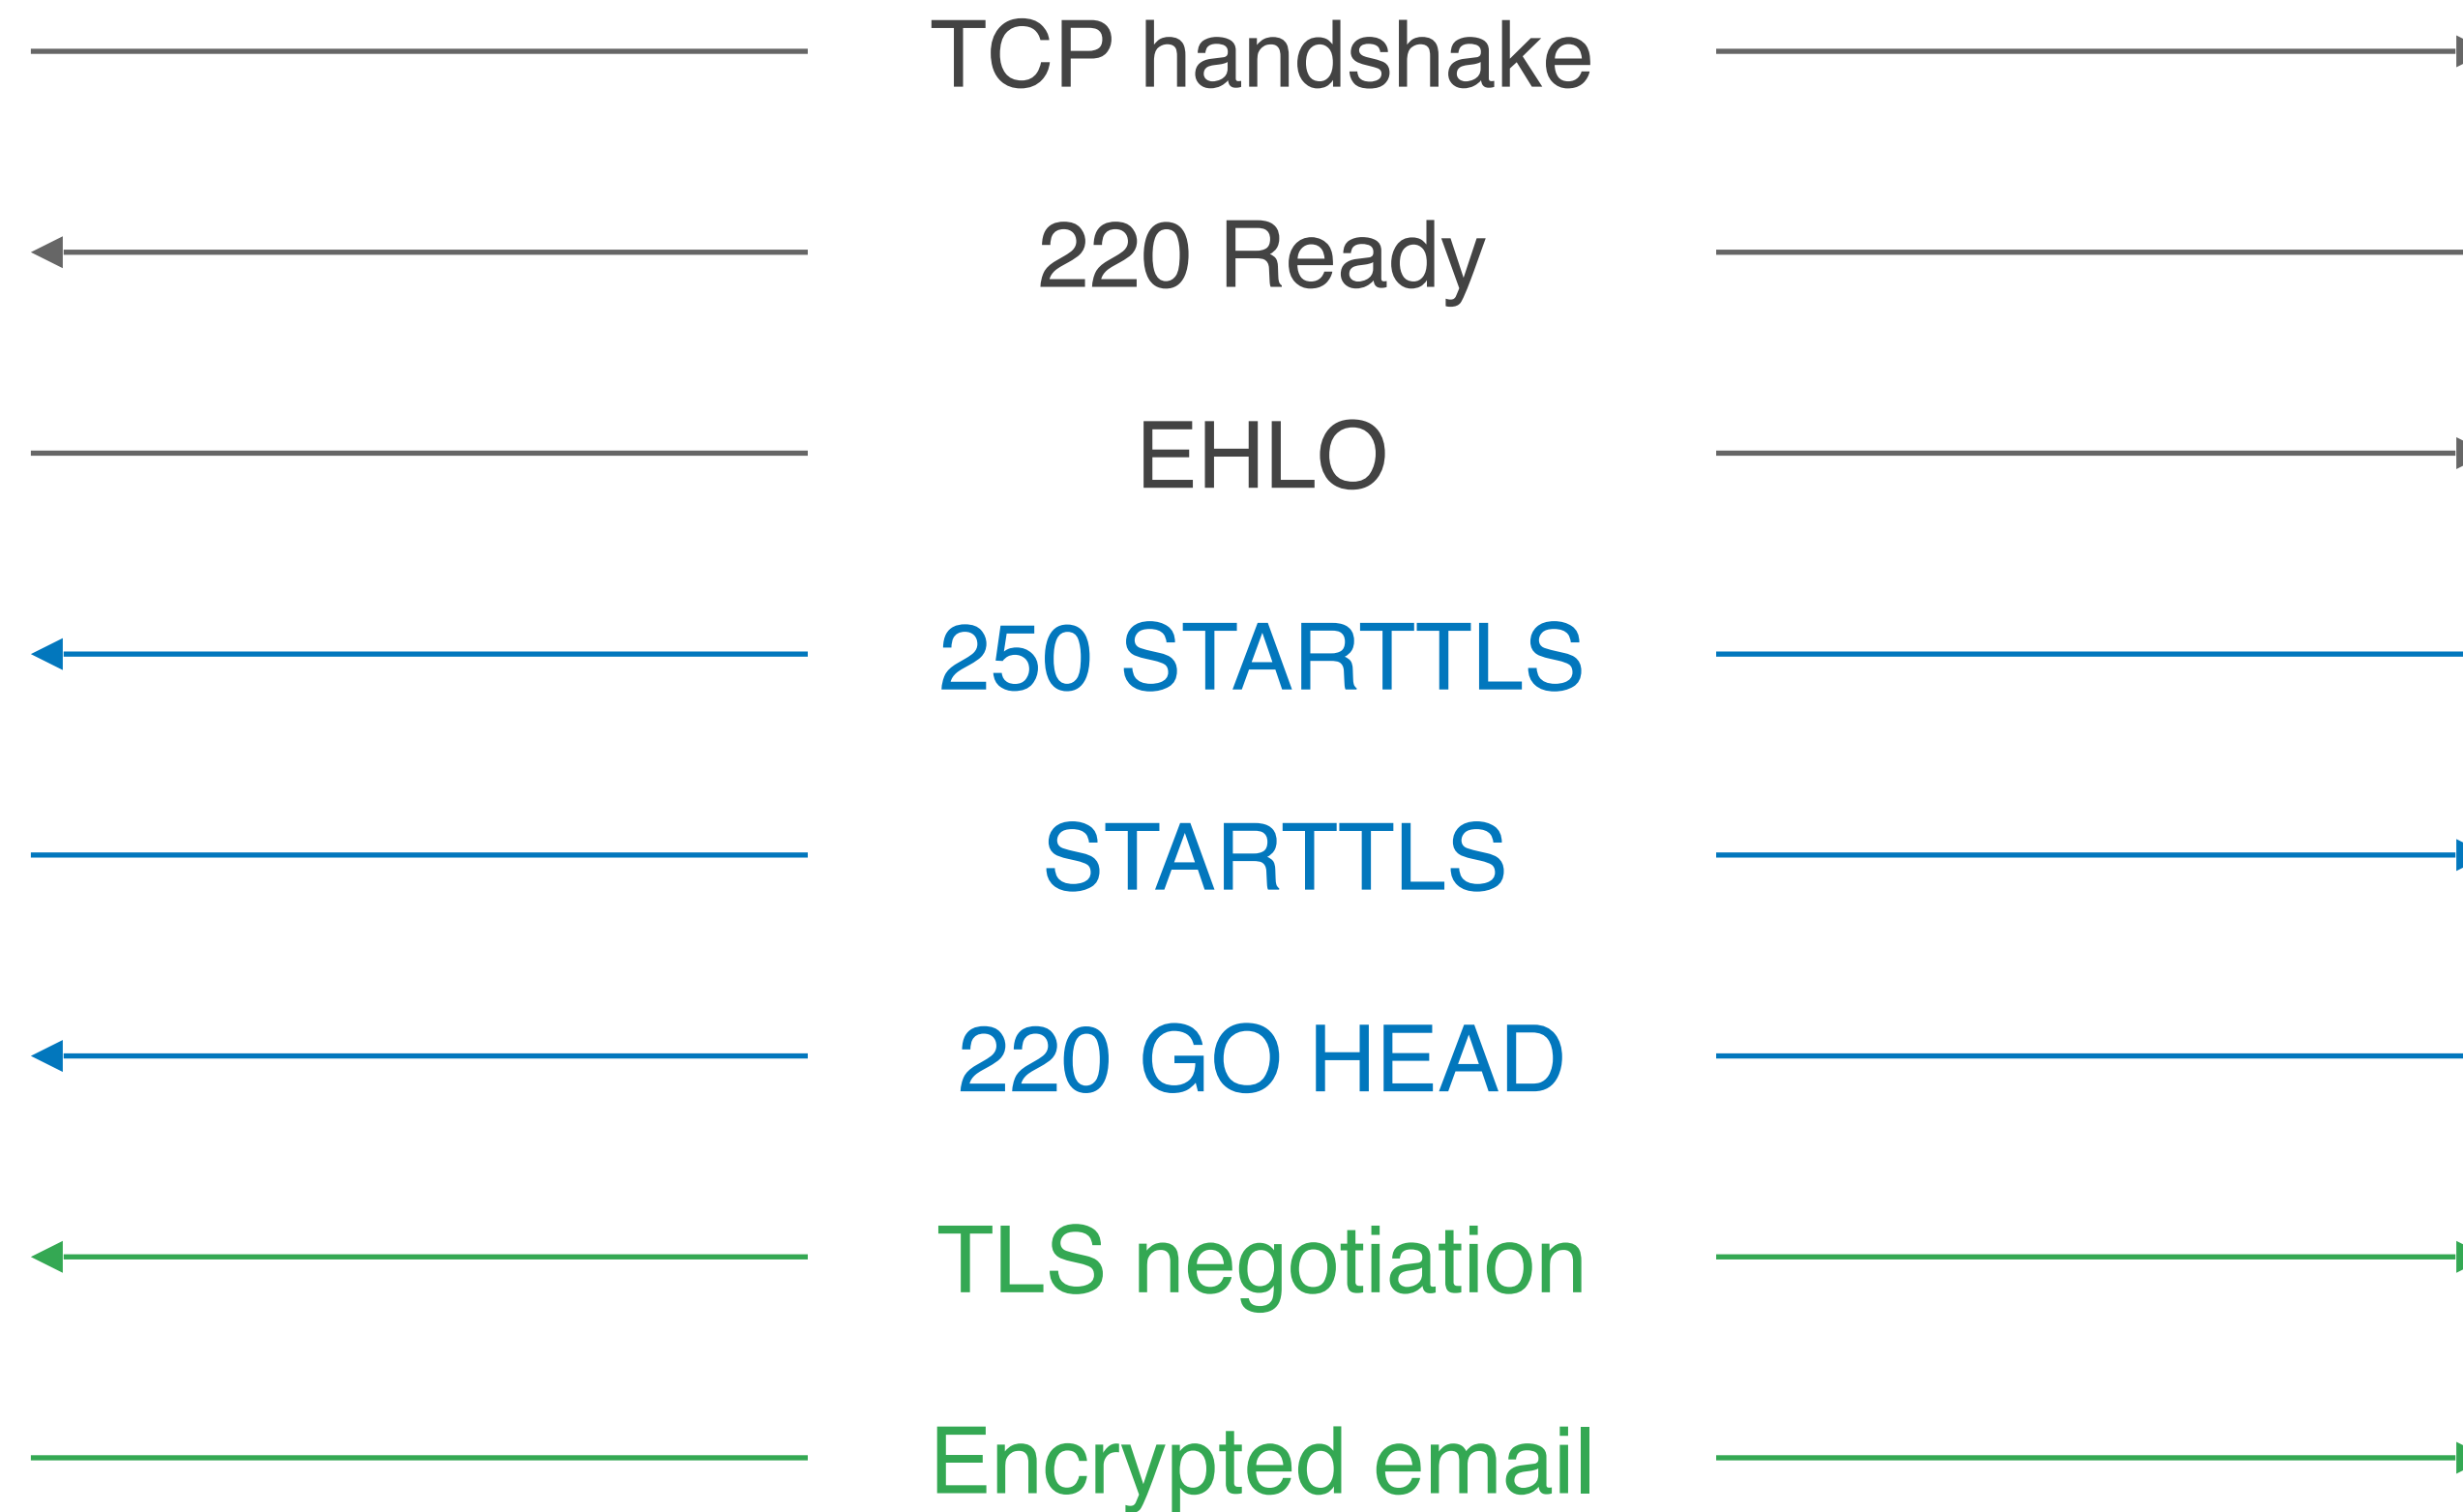 TCP handshake
220 Ready
EHLO
250 STARTTLS
STARTTLS
220 GO HEAD
TLS negotiation
Encrypted email